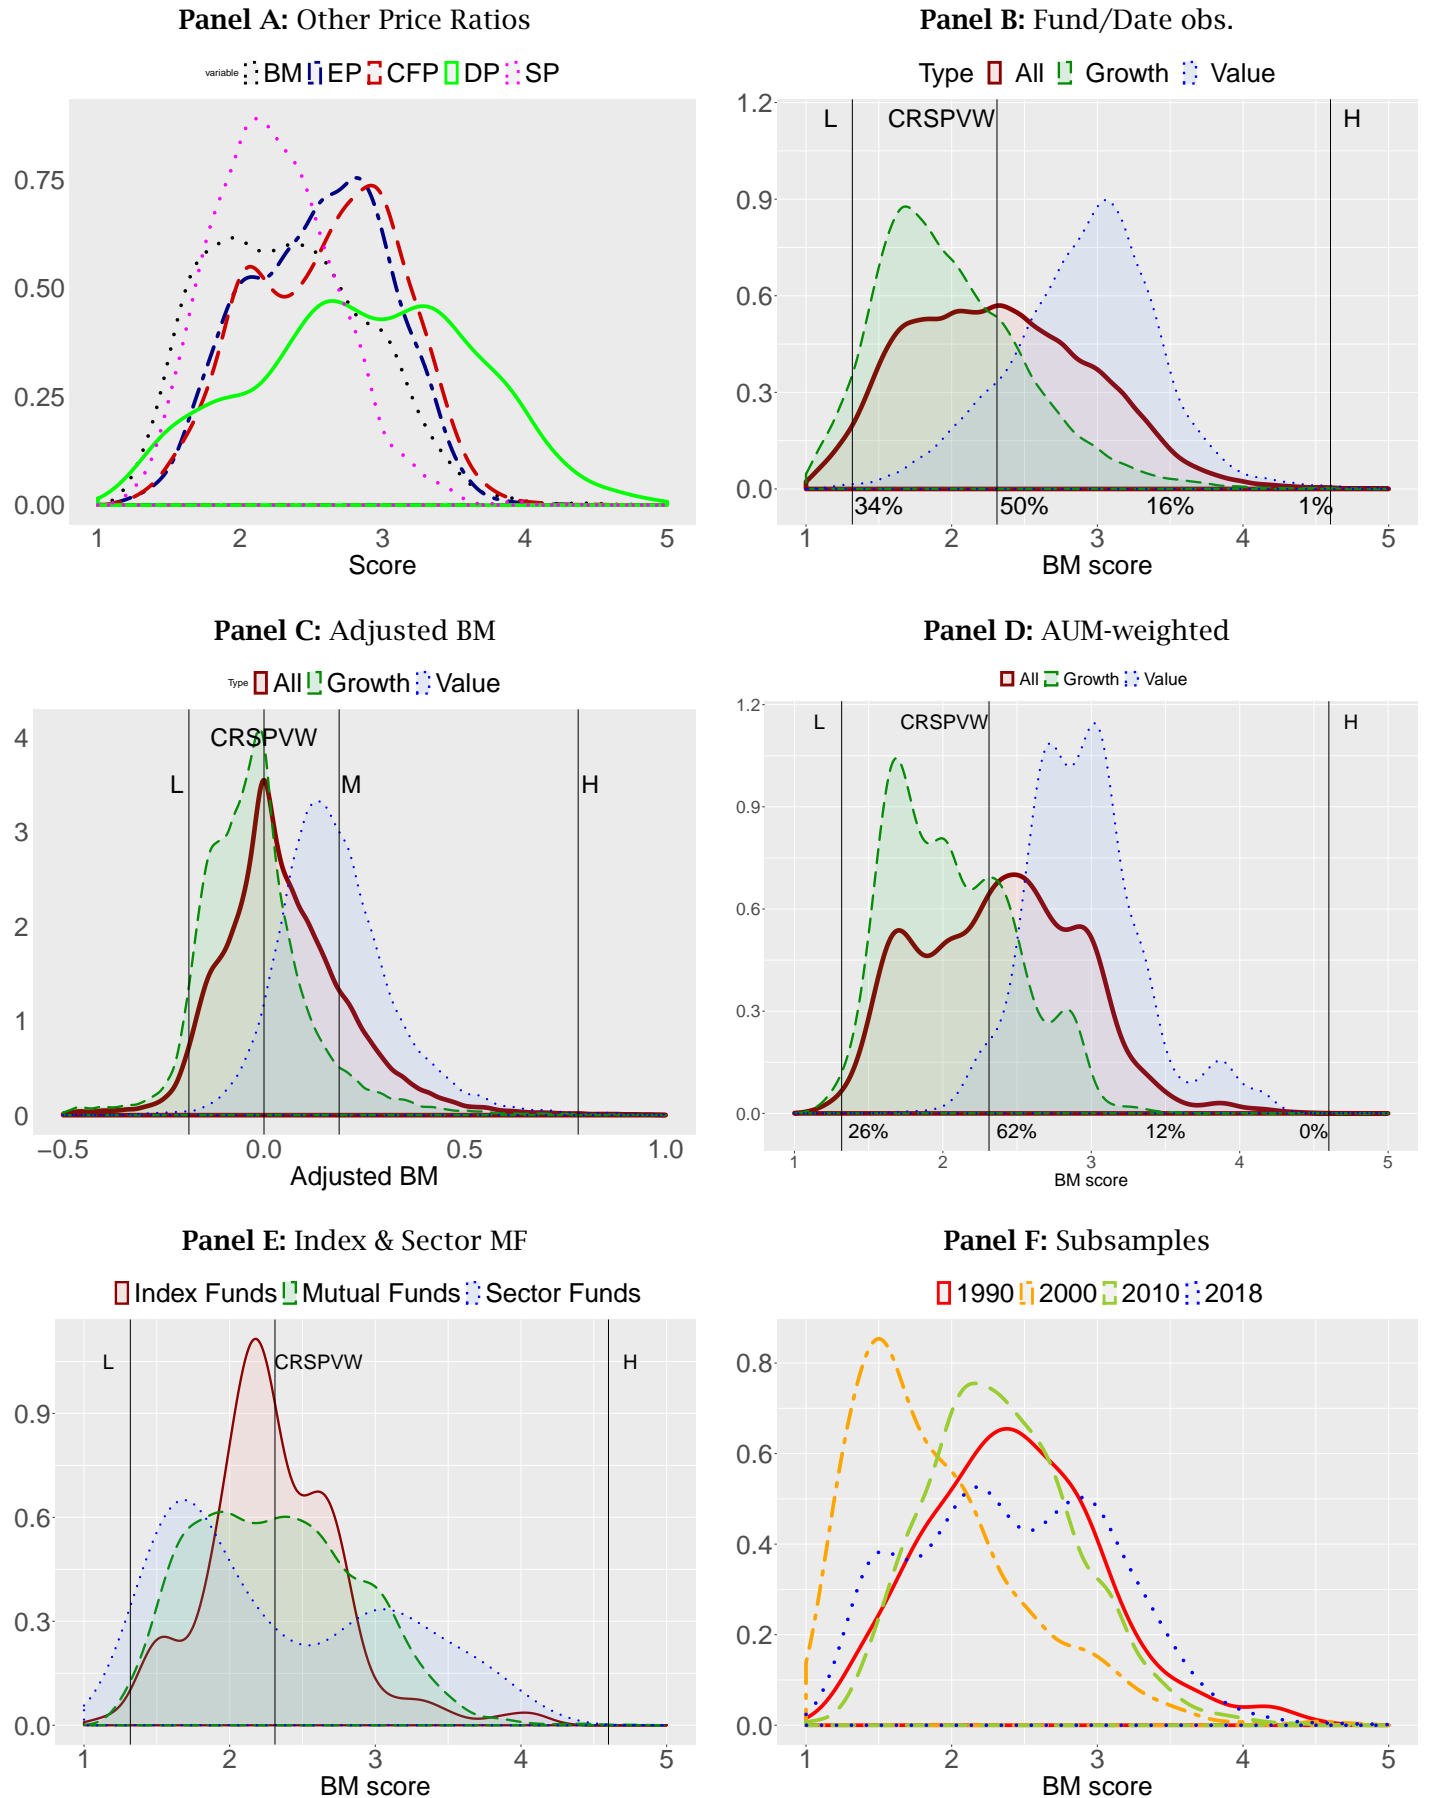 Panel A: Other Price Ratios
variable BM EP CFP DP SP
0.75
0.50
0.25
0.00
1 2 3 4 5
Score
Panel B: Fund/Date obs.
Type All Growth Value
L CRSPVW H
1.2
0.9
0.6
0.3
0.0
34% 50% 16% 1%
1 2 3 4 5
BM score
Panel C: Adjusted BM
Type All Growth Value
CRSPVW
L M H
4
3
2
1
0
−0.5 0.0 0.5 1.0
Adjusted BM
Panel D: AUM-weighted
All Growth Value
L CRSPVW H
1.2
0.9
0.6
0.3
0.0
26% 62% 12% 0%
1 2 3 4 5
BM score
Panel E: Index & Sector MF
Index Funds Mutual Funds Sector Funds
L CRSPVW H
0.9
0.6
0.3
0.0
1 2 3 4 5
BM score
Panel F: Subsamples
1990 2000 2010 2018
0.8
0.6
0.4
0.2
0.0
1 2 3 4 5
BM score